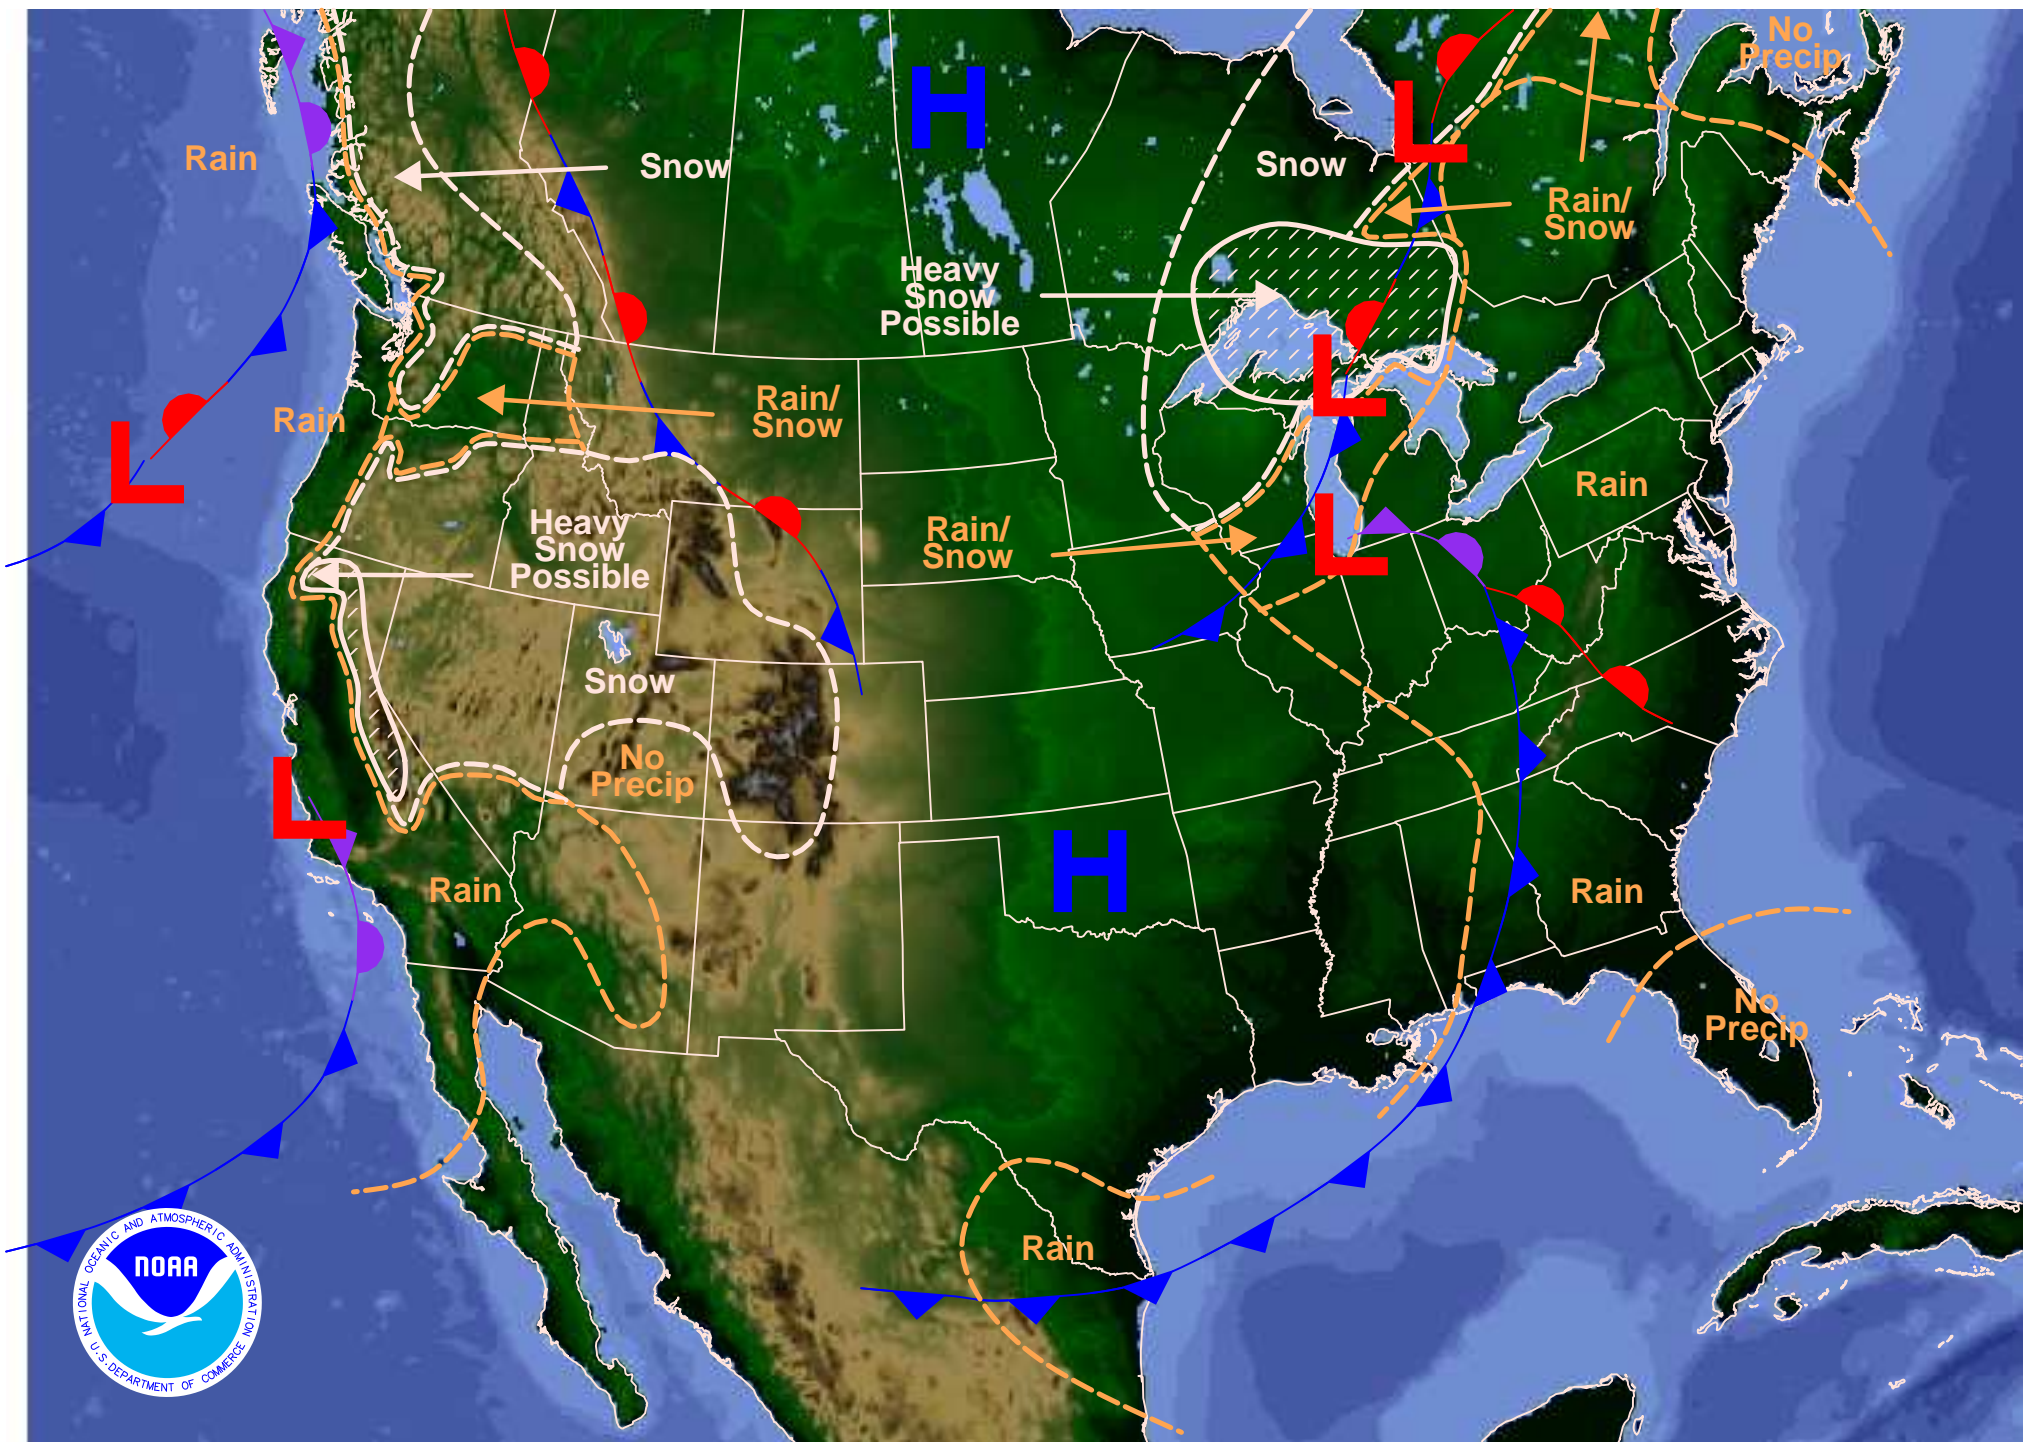 No
Precip
H
L
Rain
Snow
Snow
Rain/
Snow
Heavy
Snow
Possible
L
Rain/
Snow
Rain
L
Rain
Rain/
Snow
L
Heavy
Snow
Possible
Snow
No
Precip
L
H
Rain
Rain
No
Precip
Rain
NATIONAL OCEANIC AND ATMOSPHERIC ADMINISTRATION
NOAA
U.S. DEPARTMENT OF COMMERCE